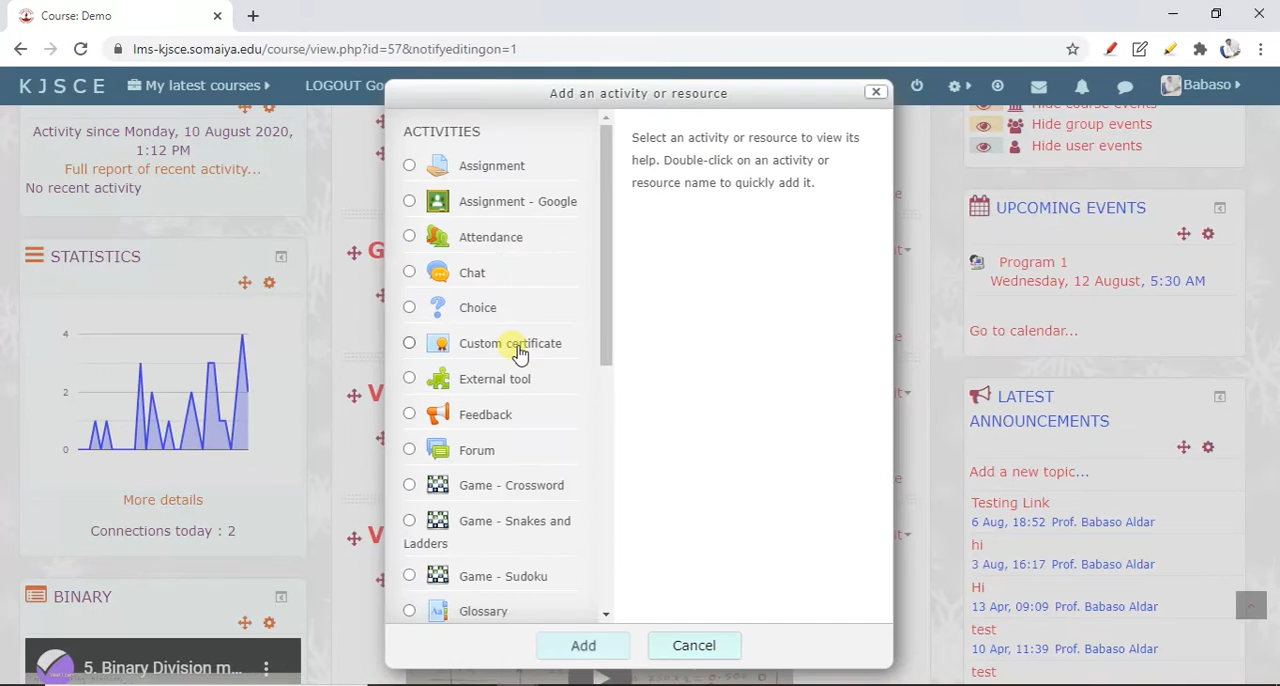 Course: Demo
lms-kjsce.somaiya.edu/course/view.php?id=57&notifyeditingon=1
K J S C E
My latest courses
LOGOUT Go
Babaso
Activity since Monday, 10 August 2020,
1:12 PM
Full report of recent activity...
No recent activity
STATISTICS
4
2
0
More details
Connections today : 2
BINARY
5. Binary Division m...
Add an activity or resource
ACTIVITIES
Assignment
Assignment - Google
Attendance
Chat
Choice
Custom certificate
External tool
Feedback
Forum
Game - Crossword
Game - Snakes and
Ladders
Game - Sudoku
Glossary
Select an activity or resource to view its
help. Double-click on an activity or
resource name to quickly add it.
Add
Cancel
Hide course events
Hide group events
Hide user events
UPCOMING EVENTS
Program 1
Wednesday, 12 August, 5:30 AM
Go to calendar...
LATEST
ANNOUNCEMENTS
Add a new topic...
Testing Link
6 Aug, 18:52 Prof. Babaso Aldar
hi
3 Aug, 16:17 Prof. Babaso Aldar
Hi
13 Apr, 09:09 Prof. Babaso Aldar
test
10 Apr, 11:39 Prof. Babaso Aldar
test